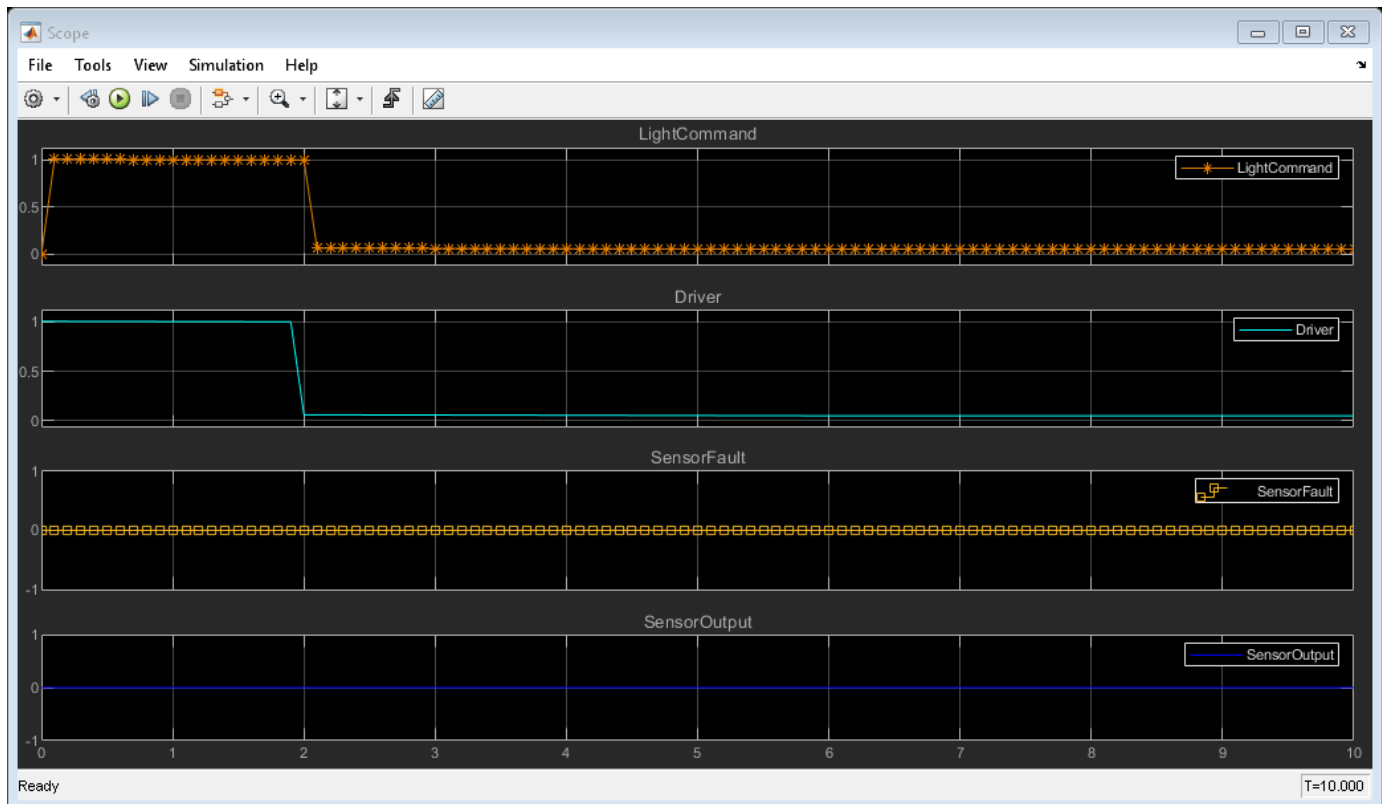 Scope
File Tools View Simulation Help
LightCommand
1
0.5
0
LightCommand
Driver
1
0.5
0
Driver
SensorFault
1
0
-1
SensorFault
SensorOutput
1
0
-1
SensorOutput
0 1 2 3 4 5 6 7 8 9 10
Ready T=10.000